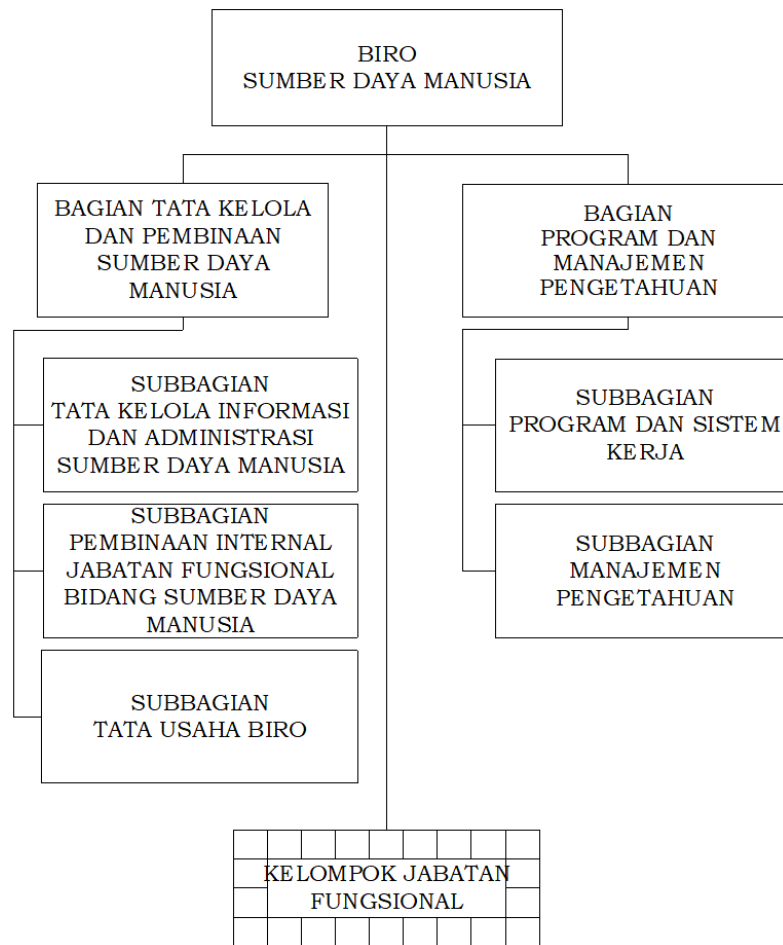 BIRO
SUMBER DAYA MANUSIA
BAGIAN TATA KELOLA
DAN PEMBINAAN
SUMBER DAYA
MANUSIA
BAGIAN
PROGRAM DAN
MANAJEMEN
PENGETAHUAN
SUBBAGIAN
TATA KELOLA INFORMASI
DAN ADMINISTRASI
SUMBER DAYA MANUSIA
SUBBAGIAN
PROGRAM DAN SISTEM
KERJA
SUBBAGIAN
PEMBINAAN INTERNAL
JABATAN FUNGSIONAL
BIDANG SUMBER DAYA
MANUSIA
SUBBAGIAN
MANAJEMEN
PENGETAHUAN
SUBBAGIAN
TATA USAHA BIRO
KELOMPOK JABATAN
FUNGSIONAL